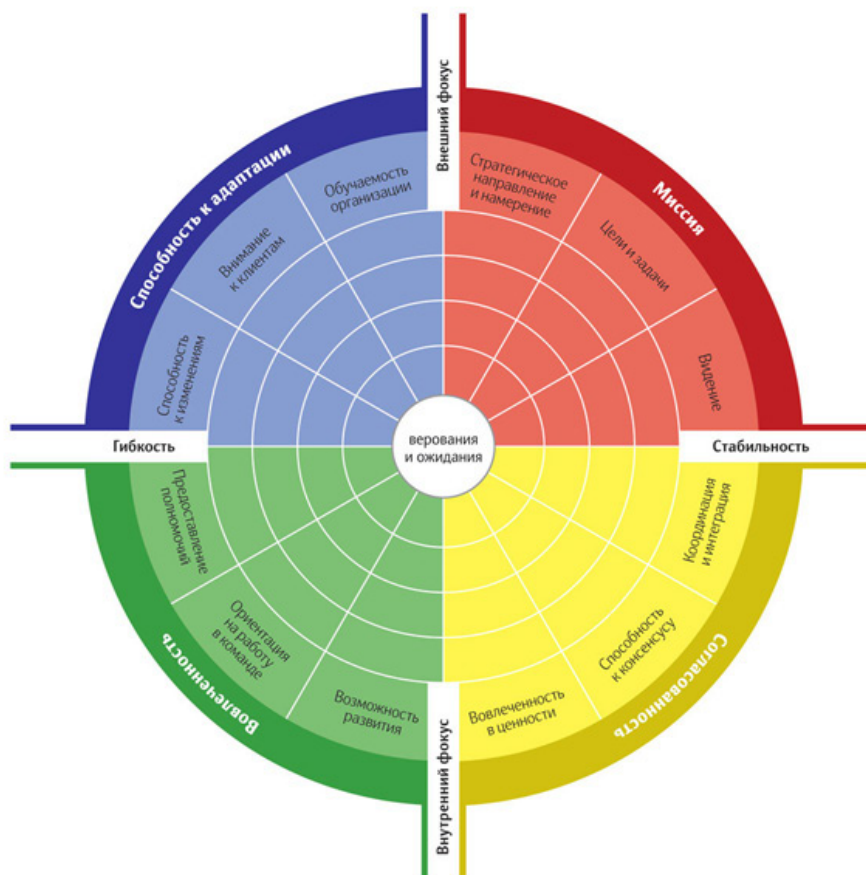 Внешний фокус
Способность к адаптации
Миссия
Обучаемость
организации
Стратегическое
направление
и намерение
Внимание
к клиентам
Цели и задачи
Способность
к изменениям
Видение
Гибкость
верования
и ожидания
Стабильность
Предоставление
полномочий
Координация
и интеграция
Ориентация
на работу
в команде
Способность
к консенсусу
Возможность
развития
Вовлеченность
в ценности
Вовлеченность
Согласованность
Внутренний фокус